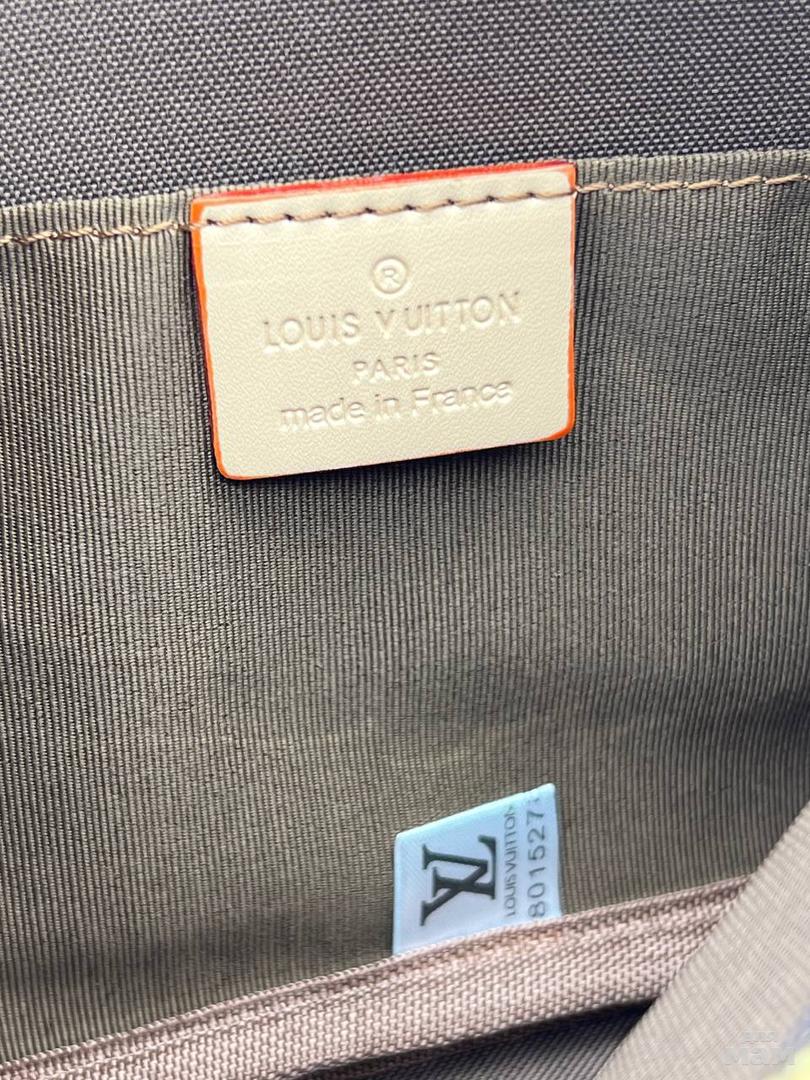 ®
LOUIS VUITTON
PARIS
made in France
LV
LOUIS VUITTON
801527